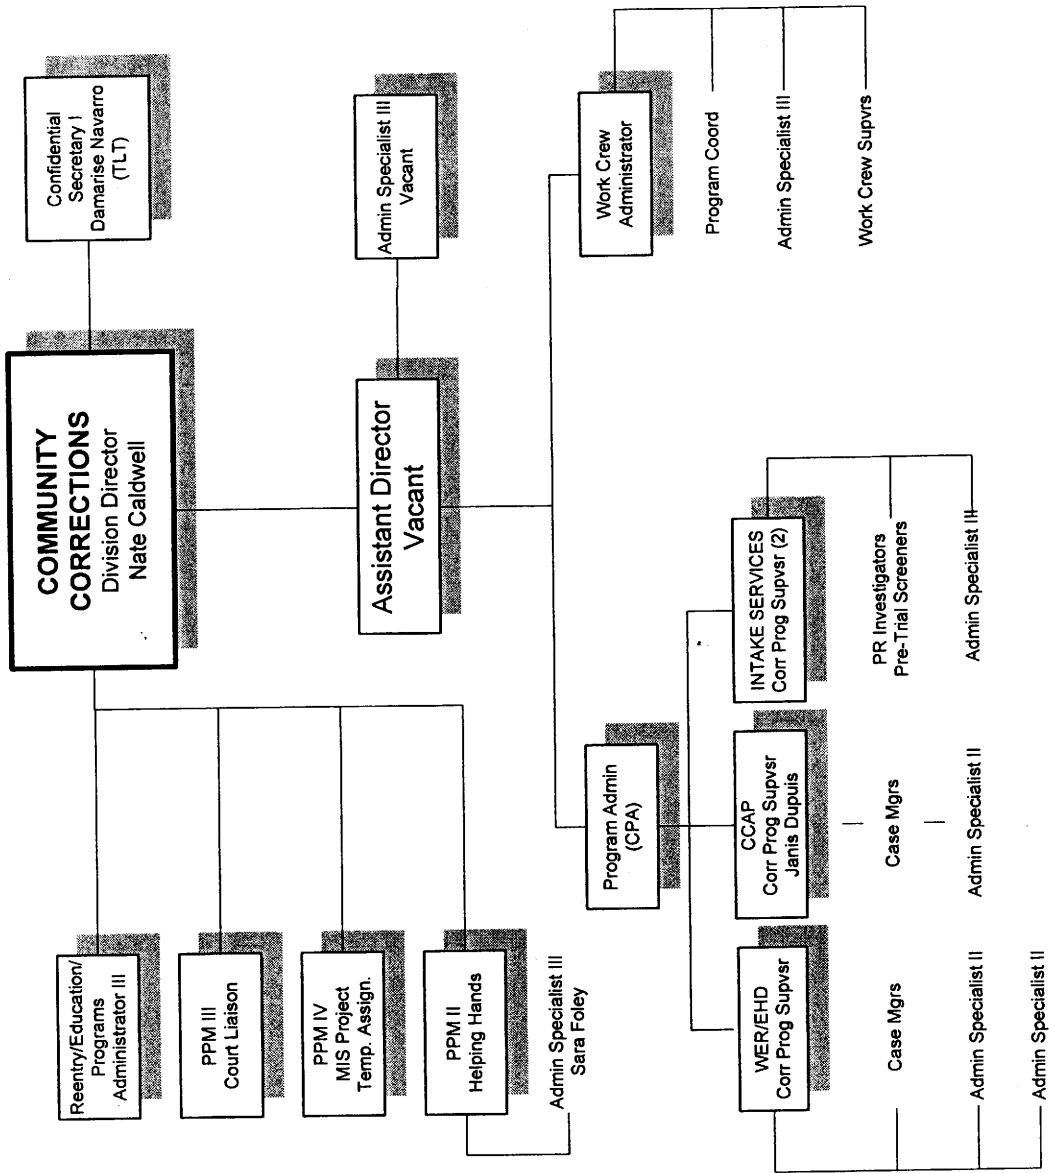 COMMUNITY
CORRECTIONS
Division Director
Nate Caldwell
Confidential
Secretary I
Damarise Navarro
(TLT)
Reentry/Education/
Programs
Administrator III
PPM III
Court Liaison
PPM IV
MIS Project
Temp. Assign.
PPM II
Helping Hands
Admin Specialist III
Sara Foley
Assistant Director
Vacant
Admin Specialist III
Vacant
Program Admin
(CPA)
Work Crew
Administrator
Program Coord
Admin Specialist III
Work Crew Supvrs
WER/EHD
Corr Prog Supvsr
Case Mgrs
Admin Specialist II
Admin Specialist II
CCAP
Corr Prog Supvsr
Janis Dupuis
Case Mgrs
Admin Specialist II
INTAKE SERVICES
Corr Prog Supvsr (2)
PR Investigators
Pre-Trial Screeners
Admin Specialist III